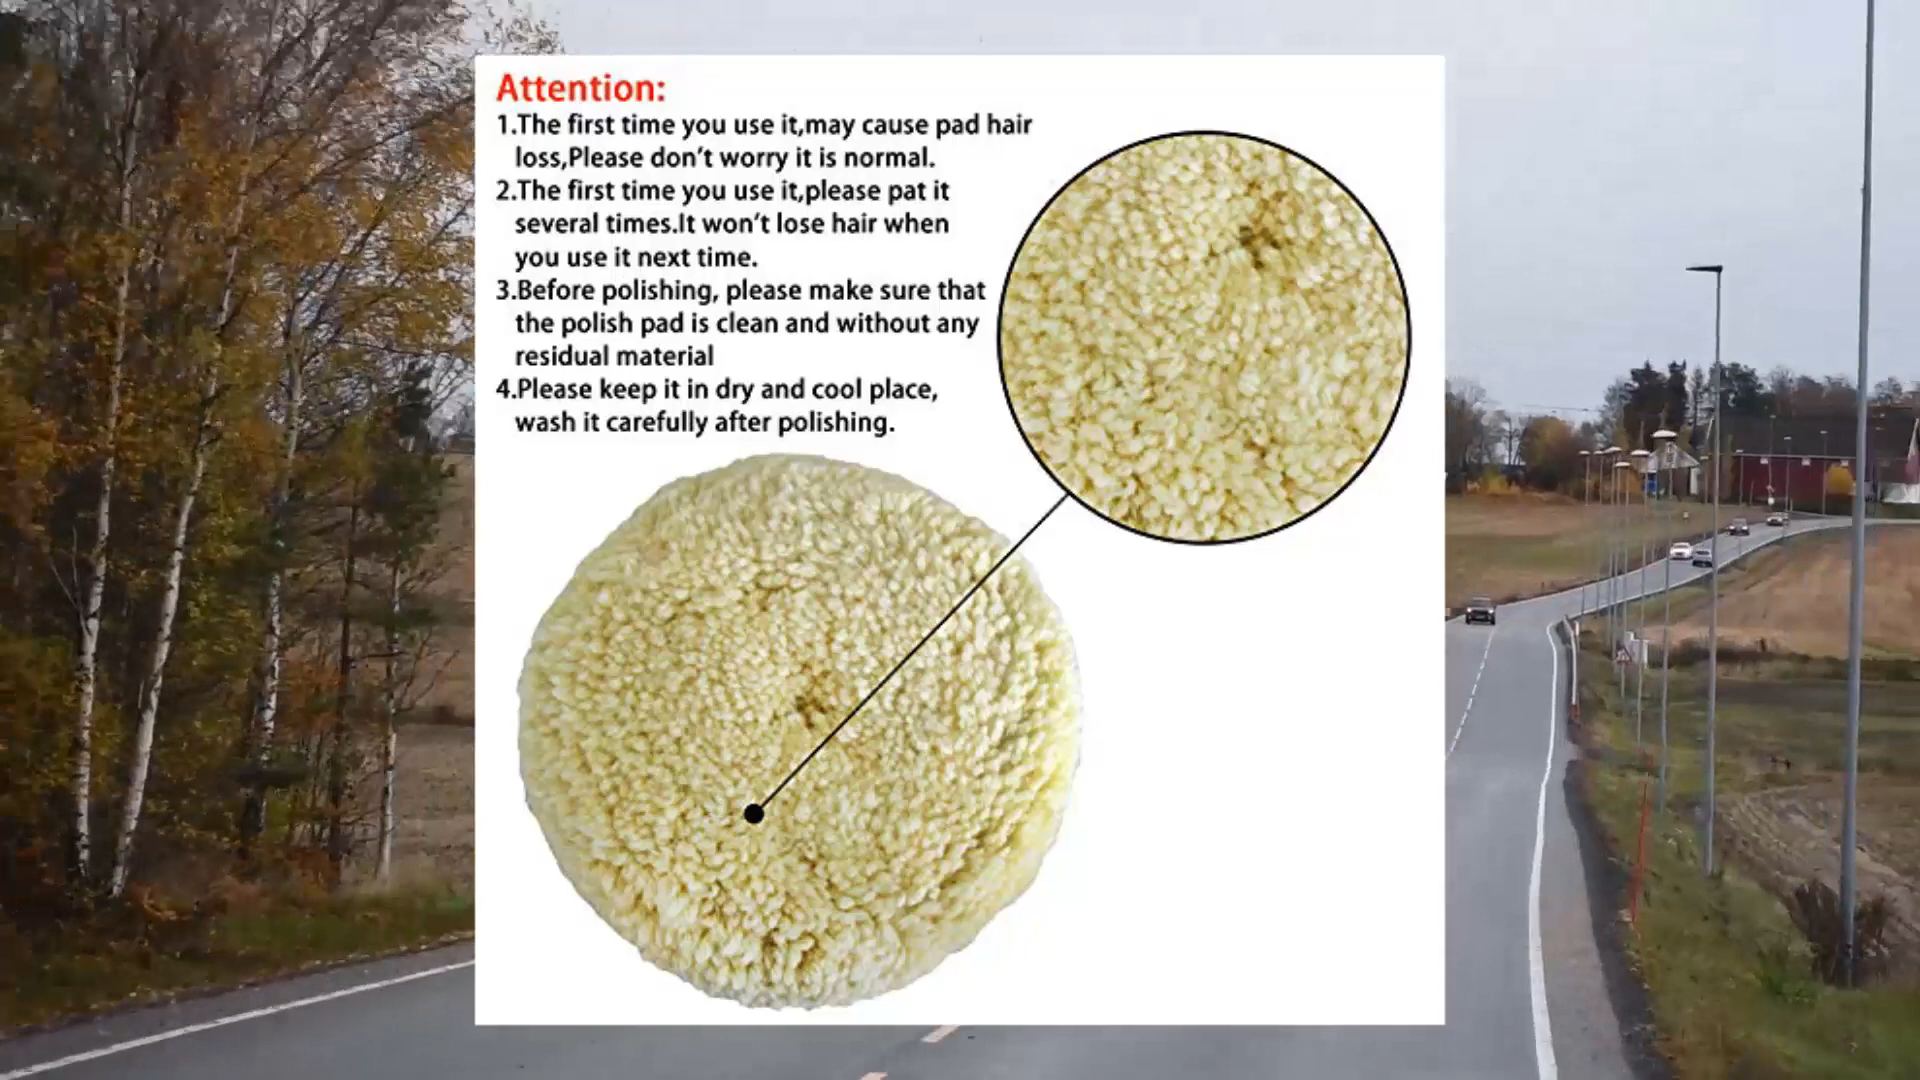 Attention:
1.The first time you use it,may cause pad hair
loss,Please don't worry it is normal.
2.The first time you use it,please pat it
several times.It won't lose hair when
you use it next time.
3.Before polishing, please make sure that
the polish pad is clean and without any
residual material
4.Please keep it in dry and cool place,
wash it carefully after polishing.